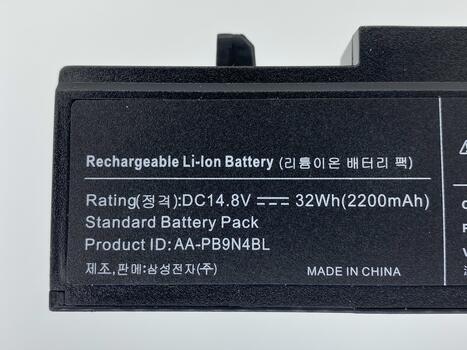 Rechargeable Li-Ion Battery (리튬이온 배터리 팩)
Rating(정격):DC14.8V ⎓ 32Wh(2200mAh)
Standard Battery Pack
Product ID: AA-PB9N4BL
제조,판매:삼성전자(주) MADE IN CHINA